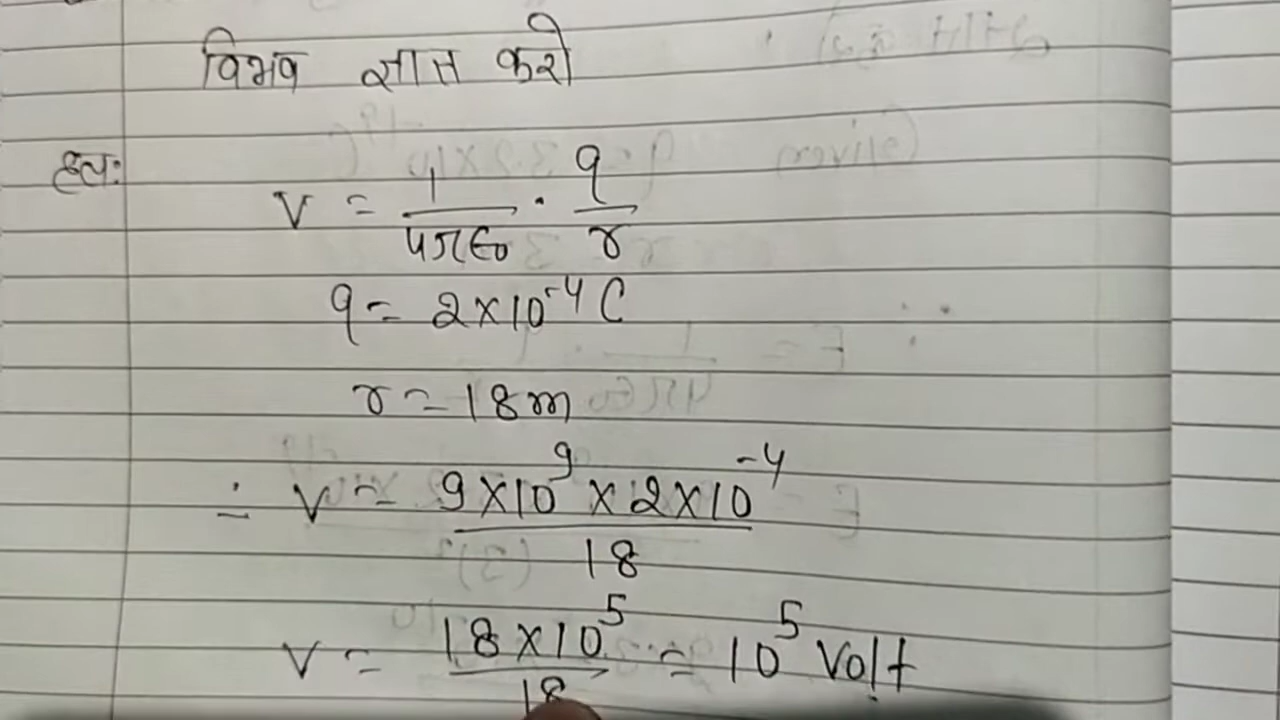 विभव ज्ञात करो
हलः V = 1/4πε₀ · q/r
q = 2×10⁻⁴ C
r = 18m
∴ V = 9×10⁹ × 2×10⁻⁴ / 18
V = 18×10⁵/18 = 10⁵ Volt